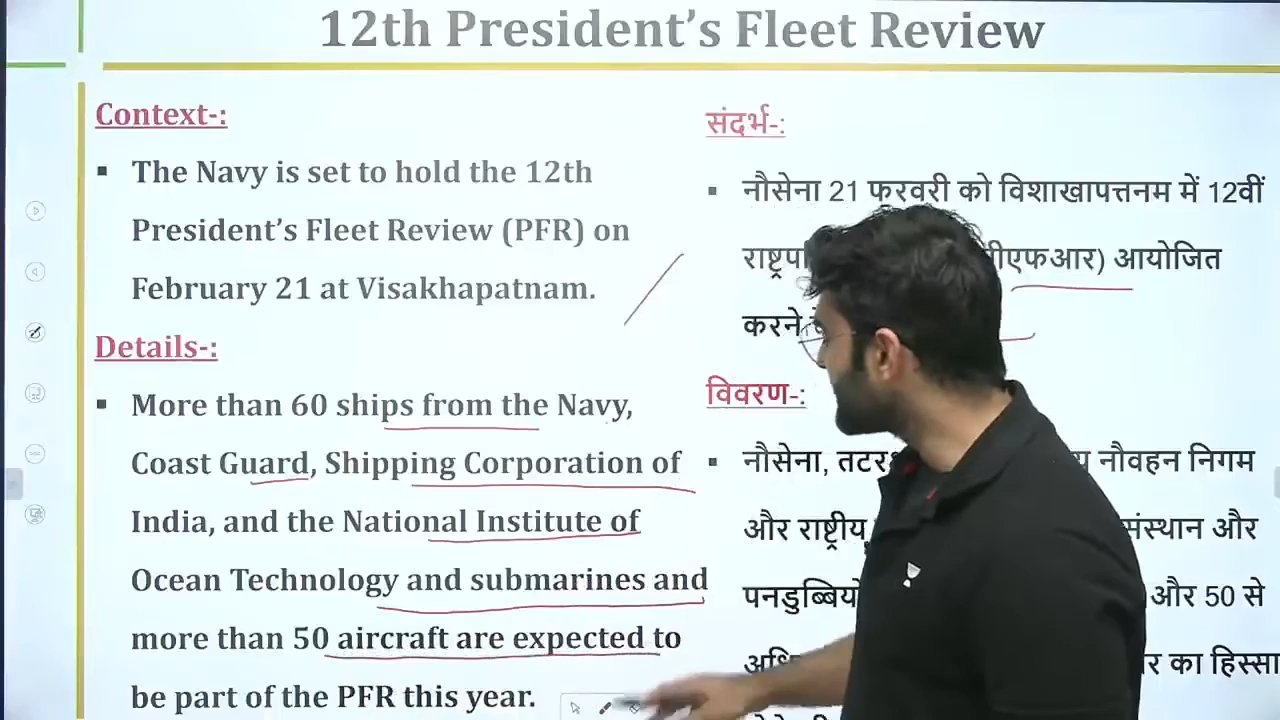 12th President's Fleet Review
Context-:
▪ The Navy is set to hold the 12th
President's Fleet Review (PFR) on
February 21 at Visakhapatnam.
Details-:
▪ More than 60 ships from the Navy,
Coast Guard, Shipping Corporation of
India, and the National Institute of
Ocean Technology and submarines and
more than 50 aircraft are expected to
be part of the PFR this year.
संदर्भ-:
▪ नौसेना 21 फरवरी को विशाखापत्तनम में 12वीं
आयोजित
करने
विवरण-:
▪ नौसेना, नौवहन निगम
और राष्ट्रीय संस्थान और
और 50 से
का हिस्सा